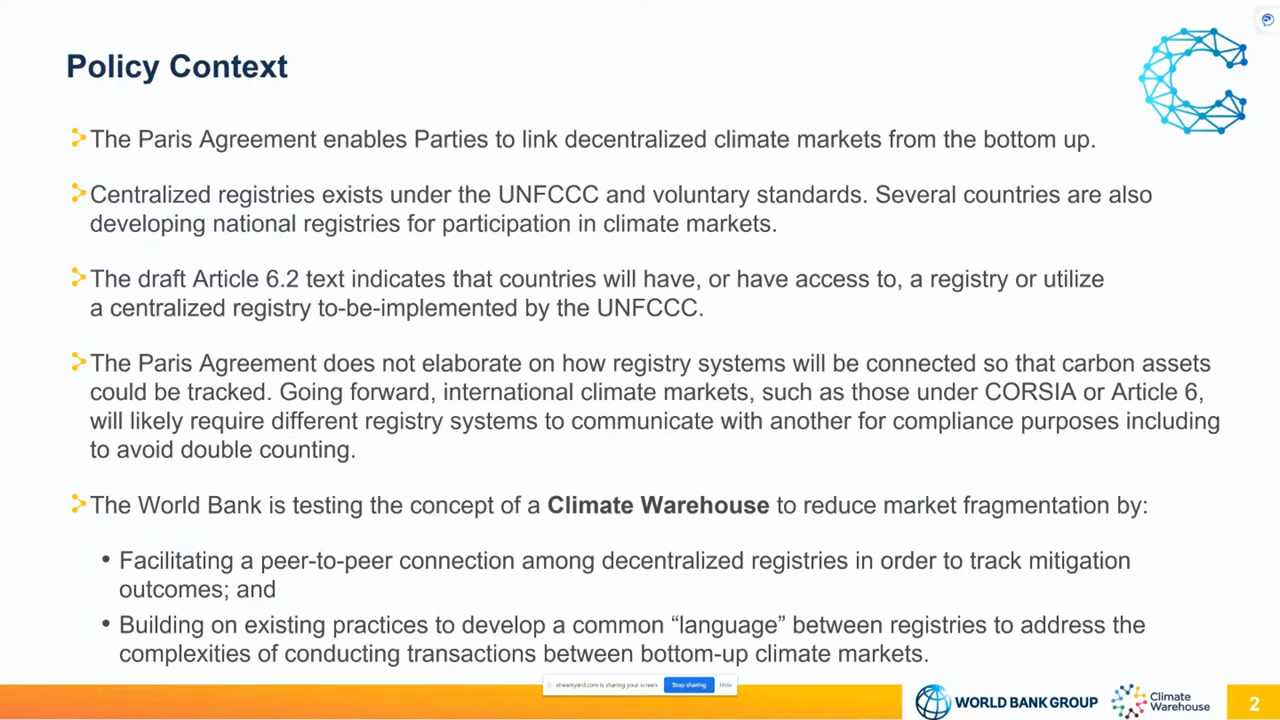 Policy Context
The Paris Agreement enables Parties to link decentralized climate markets from the bottom up.
Centralized registries exists under the UNFCCC and voluntary standards. Several countries are also
developing national registries for participation in climate markets.
The draft Article 6.2 text indicates that countries will have, or have access to, a registry or utilize
a centralized registry to-be-implemented by the UNFCCC.
The Paris Agreement does not elaborate on how registry systems will be connected so that carbon assets
could be tracked. Going forward, international climate markets, such as those under CORSIA or Article 6,
will likely require different registry systems to communicate with another for compliance purposes including
to avoid double counting.
The World Bank is testing the concept of a Climate Warehouse to reduce market fragmentation by:
• Facilitating a peer-to-peer connection among decentralized registries in order to track mitigation
outcomes; and
• Building on existing practices to develop a common “language” between registries to address the
complexities of conducting transactions between bottom-up climate markets.
streamyard.com is sharing your screen. Stop sharing Hide
WORLD BANK GROUP
Climate
Warehouse
2